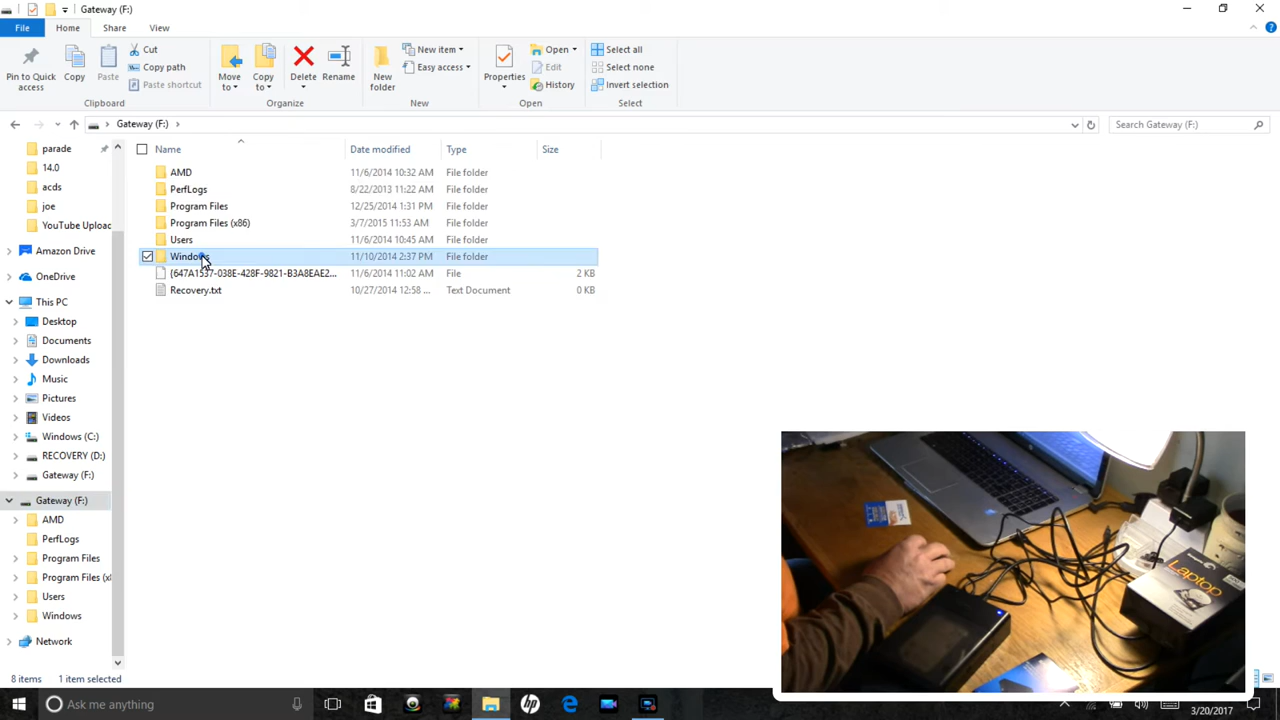 Gateway (F:)
File Home Share View
Pin to Quick access
Copy
Paste
Cut
Copy path
Paste shortcut
Clipboard
Move to
Copy to
Delete
Rename
Organize
New folder
New item
Easy access
New
Properties
Open
Edit
History
Open
Select all
Select none
Invert selection
Select
Gateway (F:)
Search Gateway (F:)
Name Date modified Type Size
AMD 11/6/2014 10:32 AM File folder
PerfLogs 8/22/2013 11:22 AM File folder
Program Files 12/25/2014 1:31 PM File folder
Program Files (x86) 3/7/2015 11:53 AM File folder
Users 11/6/2014 10:45 AM File folder
Windows 11/10/2014 2:37 PM File folder
{647A1537-038E-428F-9821-B3A8EAE2... 11/6/2014 11:02 AM File 2 KB
Recovery.txt 10/27/2014 12:58 ... Text Document 0 KB
parade
14.0
acds
joe
YouTube Uploac
Amazon Drive
OneDrive
This PC
Desktop
Documents
Downloads
Music
Pictures
Videos
Windows (C:)
RECOVERY (D:)
Gateway (F:)
Gateway (F:)
AMD
PerfLogs
Program Files
Program Files (x
Users
Windows
Network
8 items 1 item selected
Laptop
Ask me anything
hp
3/20/2017